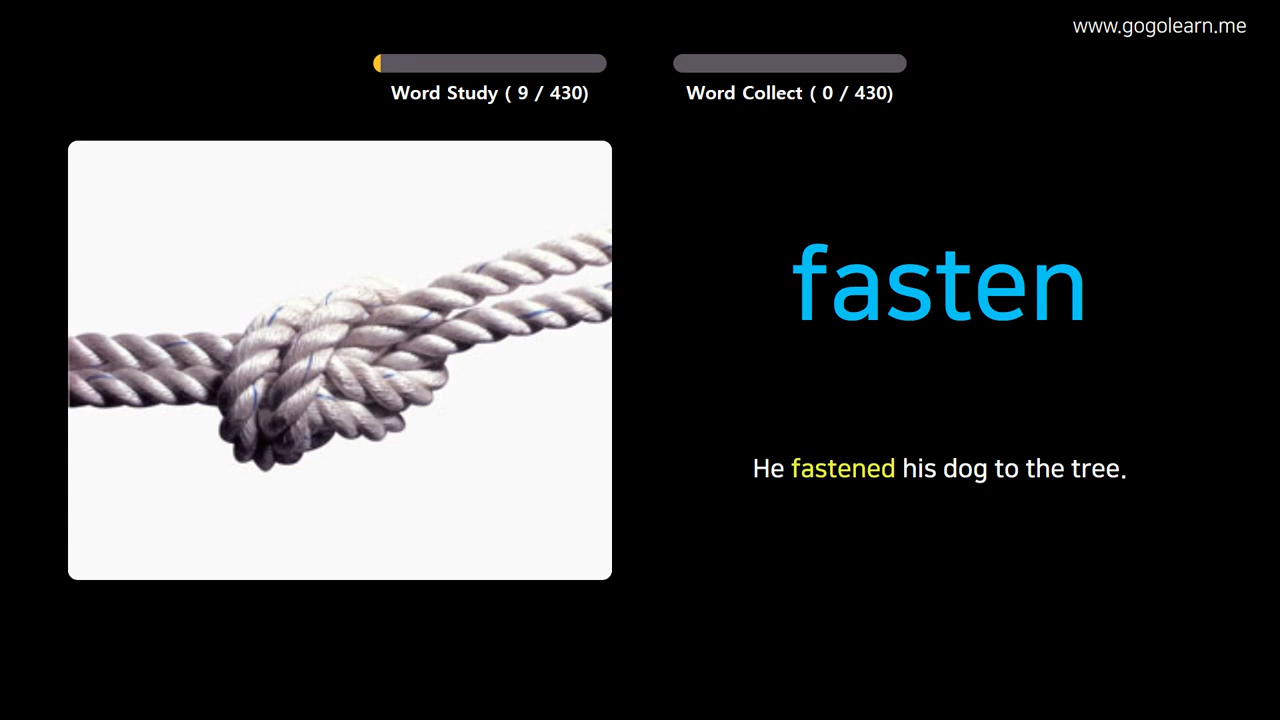 www.gogolearn.me
Word Study ( 9 / 430)
Word Collect ( 0 / 430)
fasten
He fastened his dog to the tree.